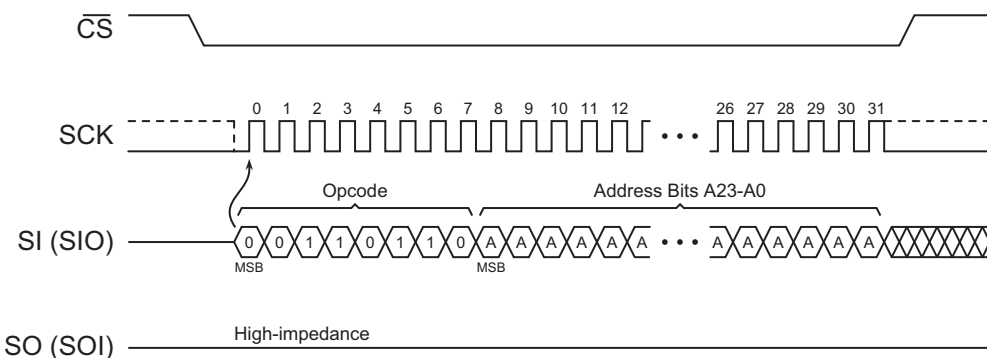 CS
0 1 2 3 4 5 6 7 8 9 10 11 12 26 27 28 29 30 31
SCK
Opcode Address Bits A23-A0
SI (SIO) 0 0 1 1 0 1 1 0 A A A A A A A A A A A A
MSB MSB
High-impedance
SO (SOI)